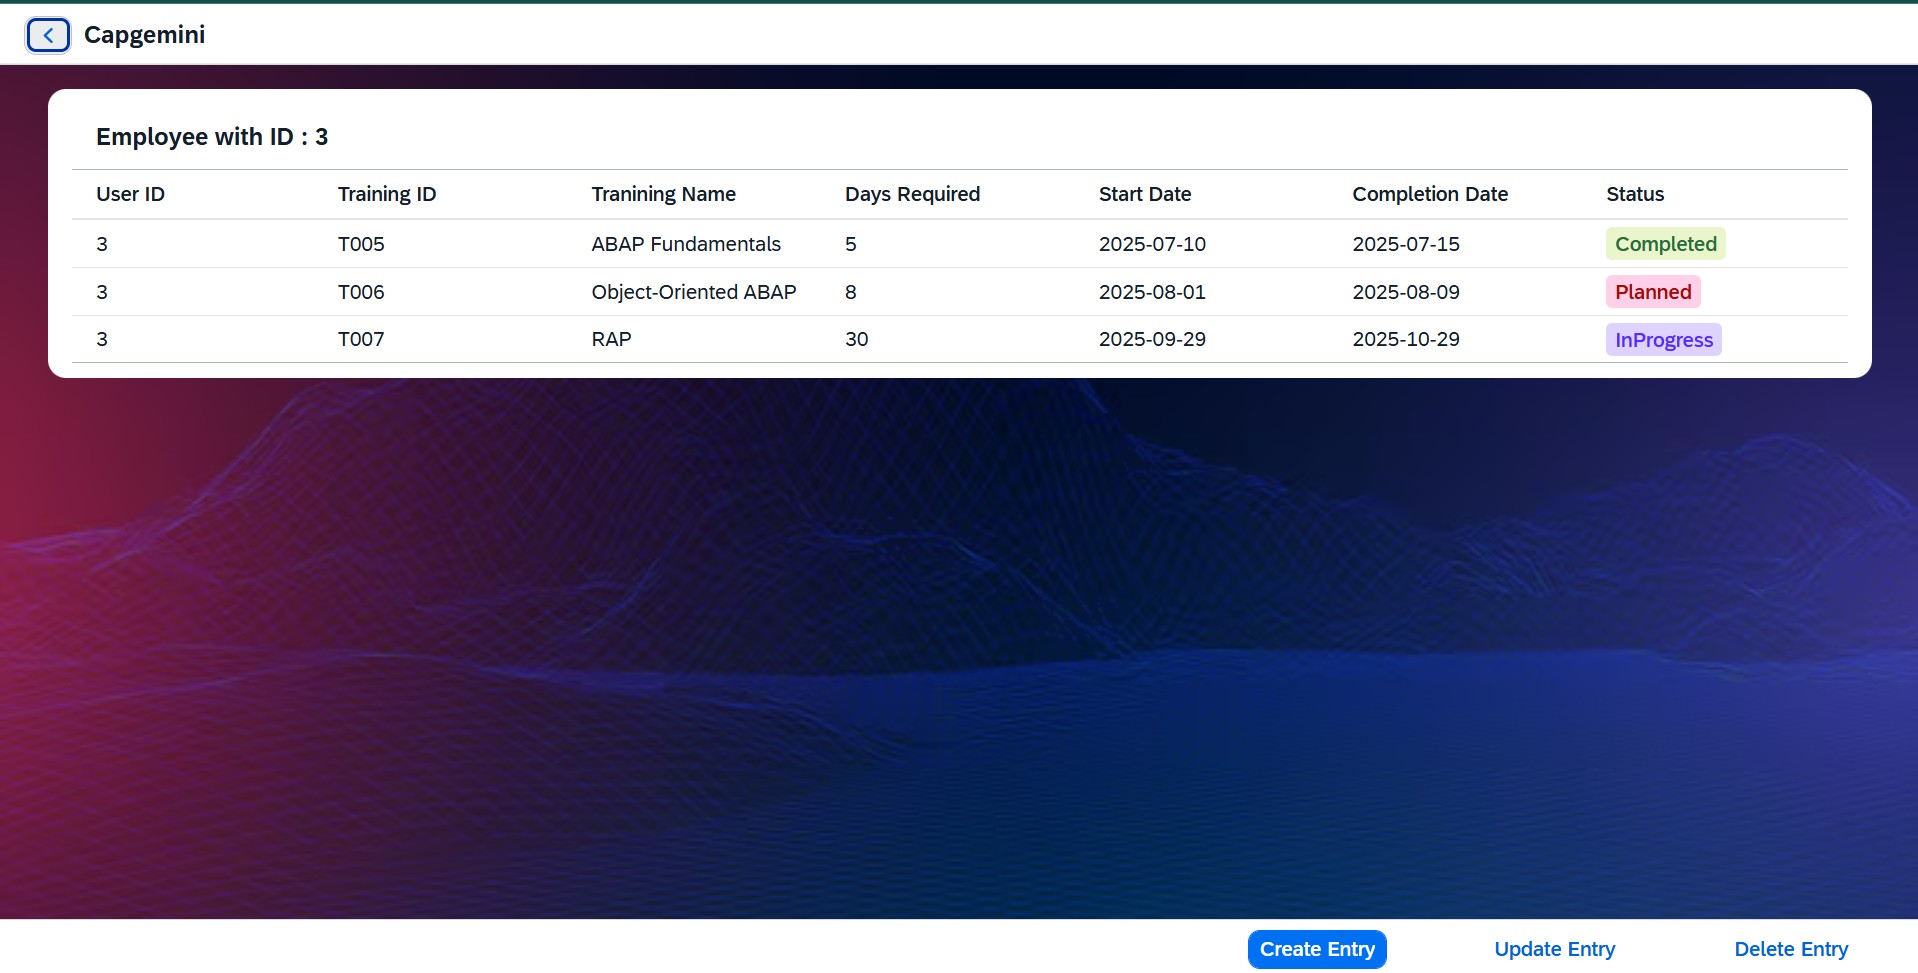 Capgemini
Employee with ID : 3
User ID Training ID Tranining Name Days Required Start Date Completion Date Status
3 T005 ABAP Fundamentals 5 2025-07-10 2025-07-15 Completed
3 T006 Object-Oriented ABAP 8 2025-08-01 2025-08-09 Planned
3 T007 RAP 30 2025-09-29 2025-10-29 InProgress
Create Entry Update Entry Delete Entry